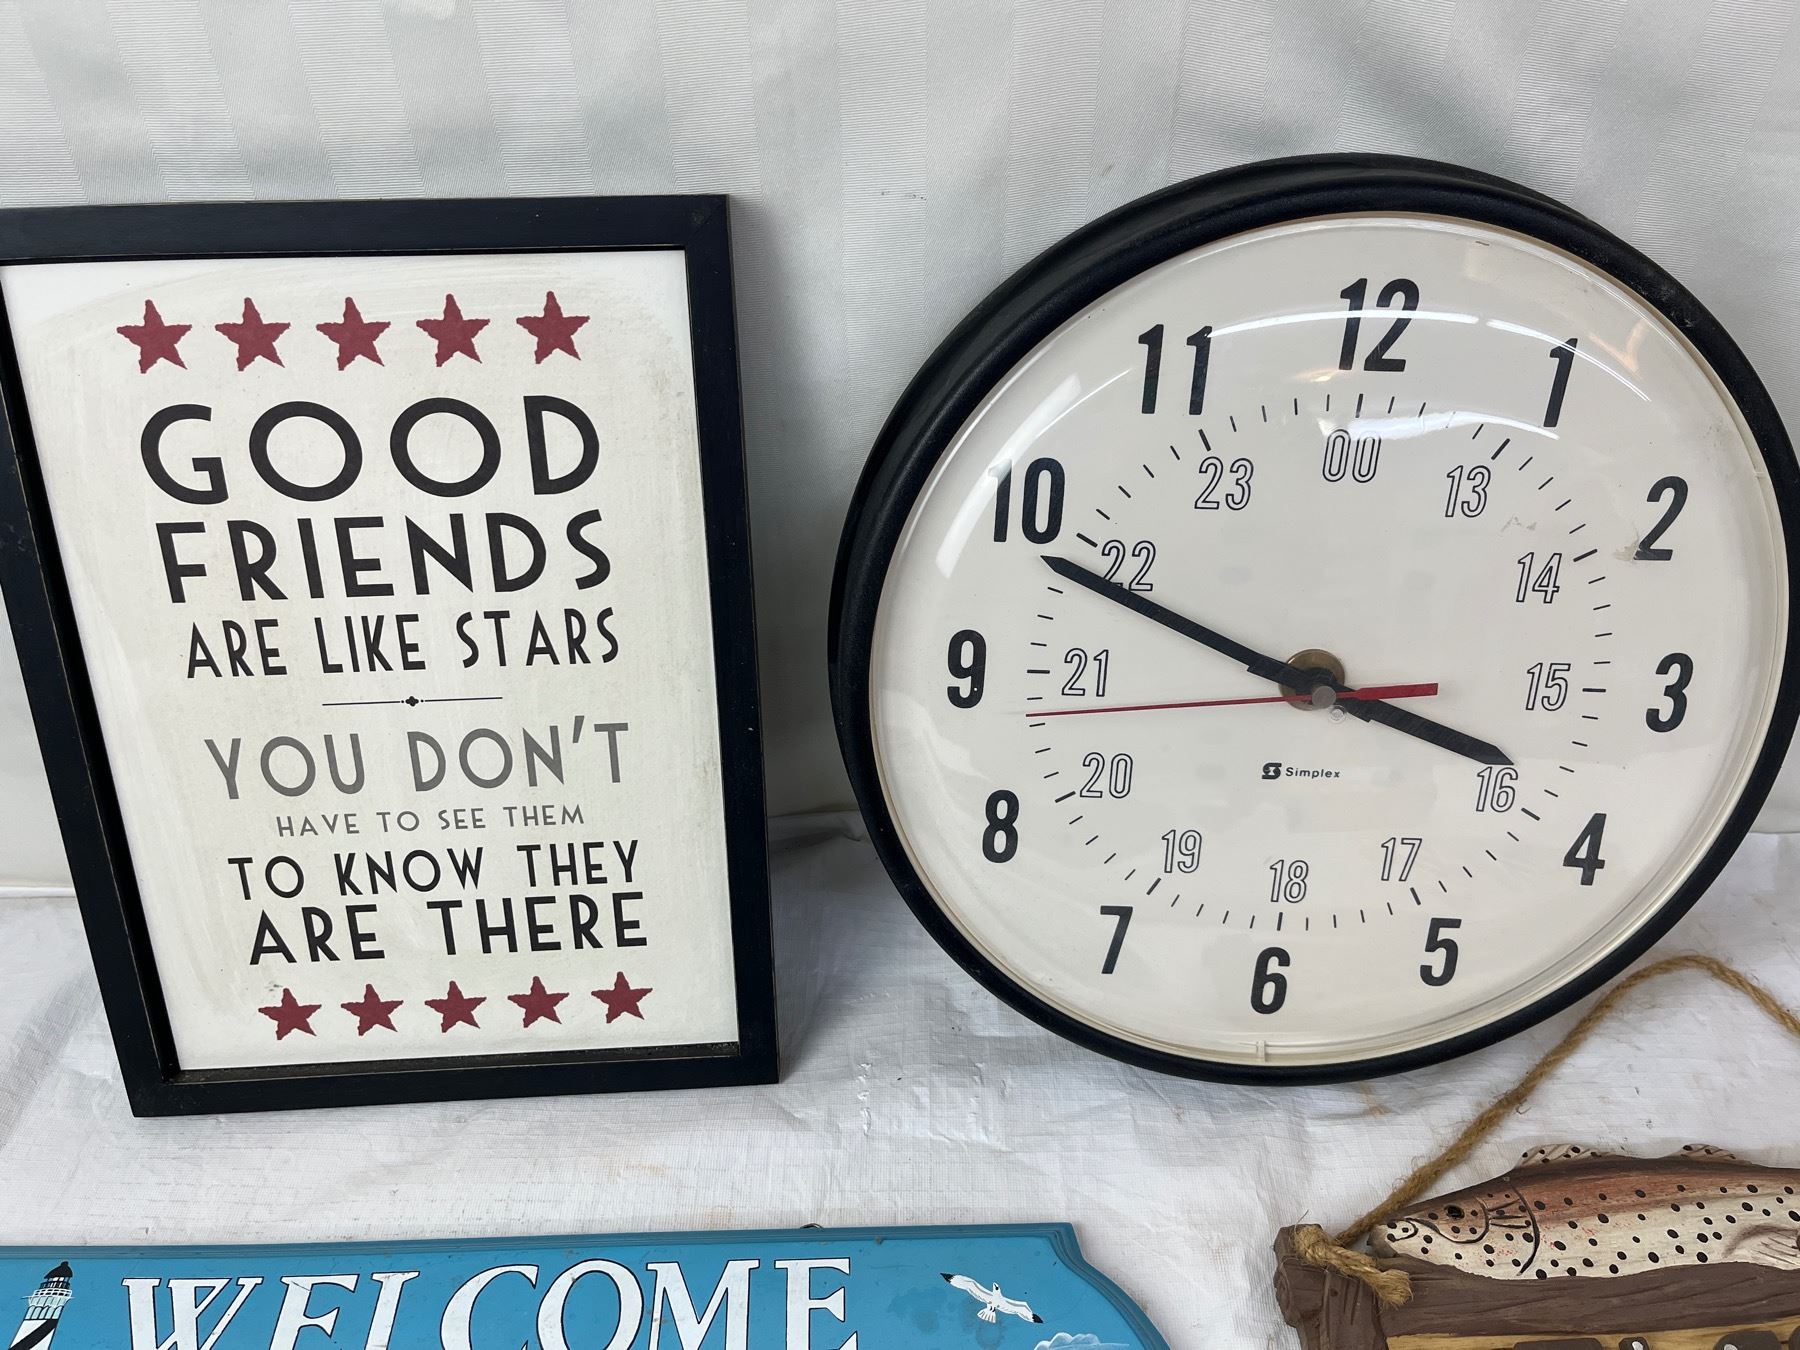 GOOD
FRIENDS
ARE LIKE STARS
YOU DON'T
HAVE TO SEE THEM
TO KNOW THEY
ARE THERE
12
1
2
3
4
5
6
7
8
9
10
11
00
13
14
15
16
17
18
19
20
21
22
23
Simplex
WELCOME